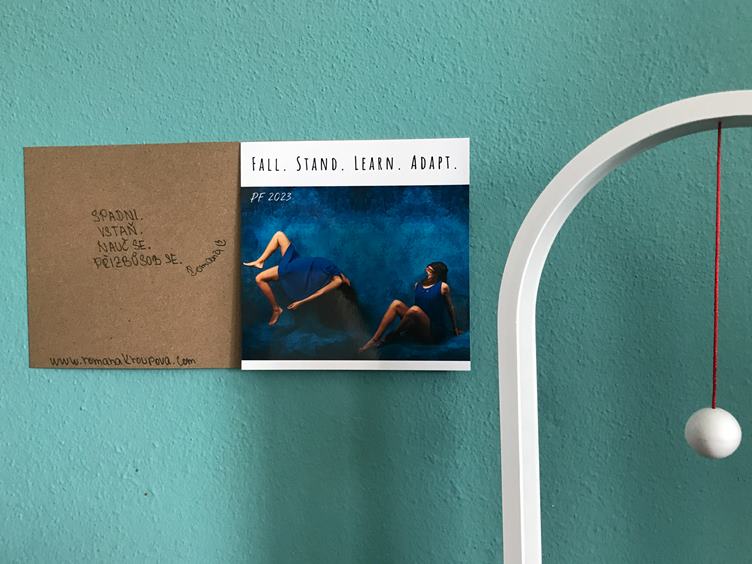 SPADNI.
VSTAŇ.
NAUČ SE.
PŘIZPŮSOB SE.
Romana
www.romanakroupova.com
FALL. STAND. LEARN. ADAPT.
PF 2023